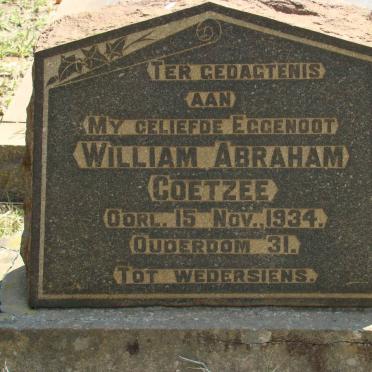 TER GEDAGTENIS
AAN
MY GELIEFDE EGGENOOT
WILLIAM ABRAHAM
COETZEE
OORL. 15 NOV., 1934.
OUDERDOM 31.
TOT WEDERSIENS.